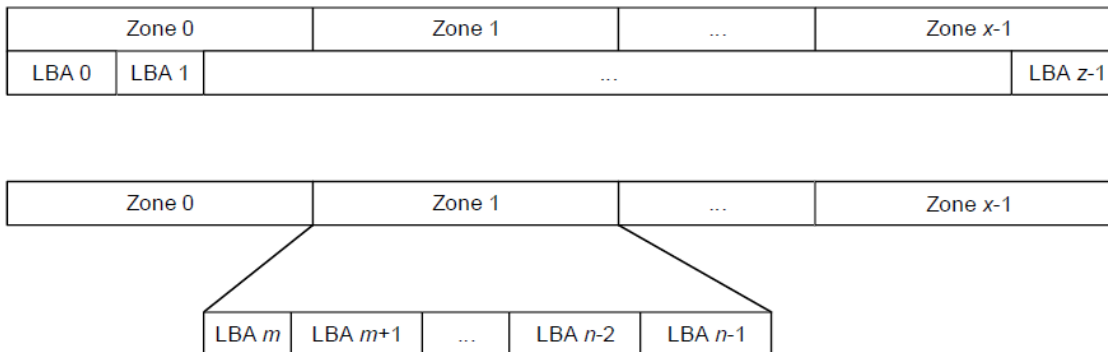 Zone 0 Zone 1 ... Zone x-1
LBA 0 LBA 1 ... LBA z-1
Zone 0 Zone 1 ... Zone x-1
LBA m LBA m+1 ... LBA n-2 LBA n-1